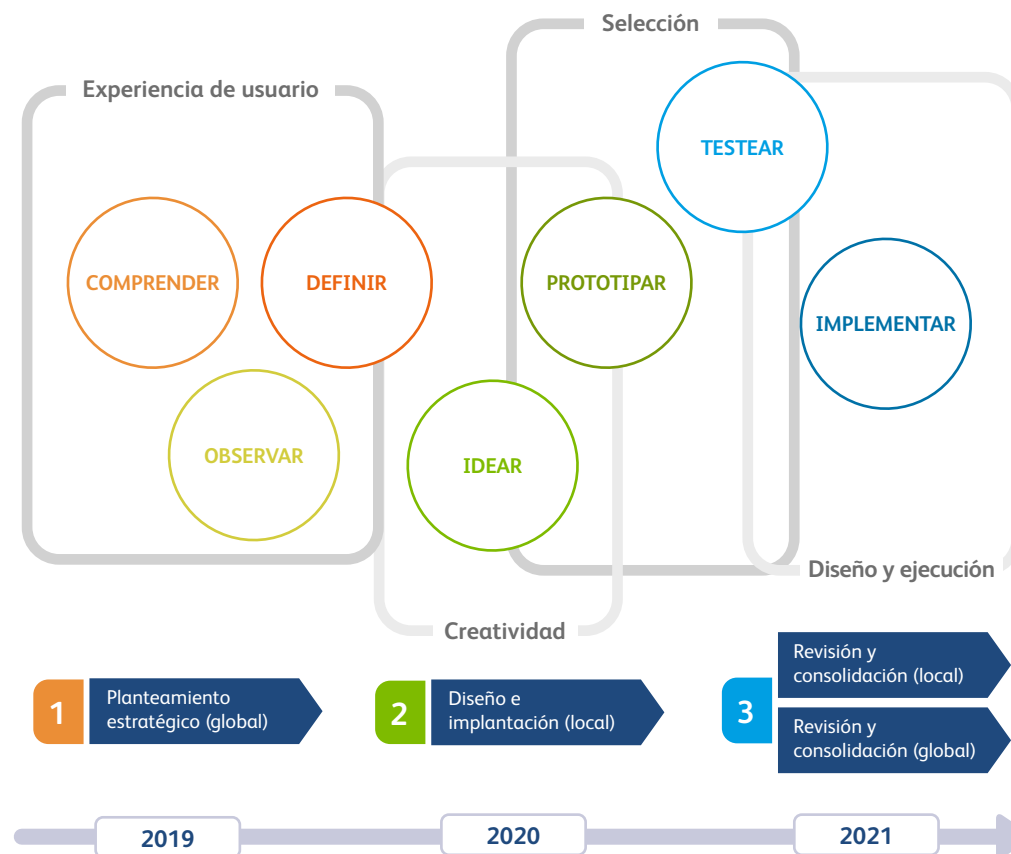 Selección
Experiencia de usuario
TESTEAR
COMPRENDER
DEFINIR
PROTOTIPAR
IMPLEMENTAR
OBSERVAR
IDEAR
Diseño y ejecución
Creatividad
1
Planteamiento
estratégico (global)
2
Diseño e
implantación (local)
3
Revisión y
consolidación (local)
Revisión y
consolidación (global)
2019
2020
2021